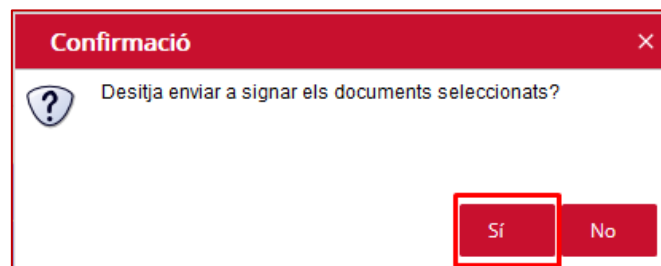 Confirmació
Desitja enviar a signar els documents seleccionats?
Sí No